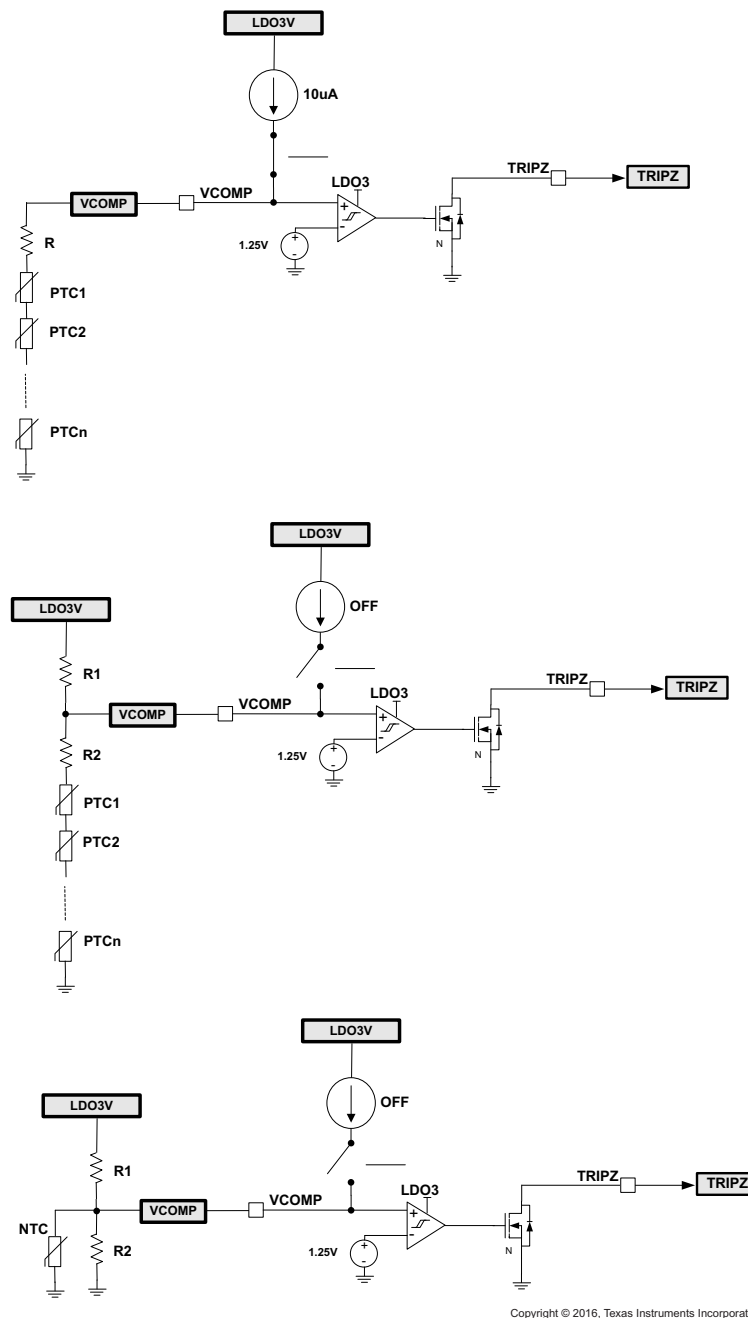 LDO3V
10uA
VCOMP
VCOMP
LDO3
TRIPZ
TRIPZ
R
1.25V
+
-
+
-
N
PTC1
PTC2
PTCn
LDO3V
OFF
LDO3V
R1
VCOMP
VCOMP
LDO3
TRIPZ
TRIPZ
R2
1.25V
+
-
+
-
N
PTC1
PTC2
PTCn
LDO3V
OFF
LDO3V
R1
VCOMP
VCOMP
LDO3
TRIPZ
TRIPZ
NTC
R2
1.25V
+
-
+
-
N
Copyright © 2016, Texas Instruments Incorporat